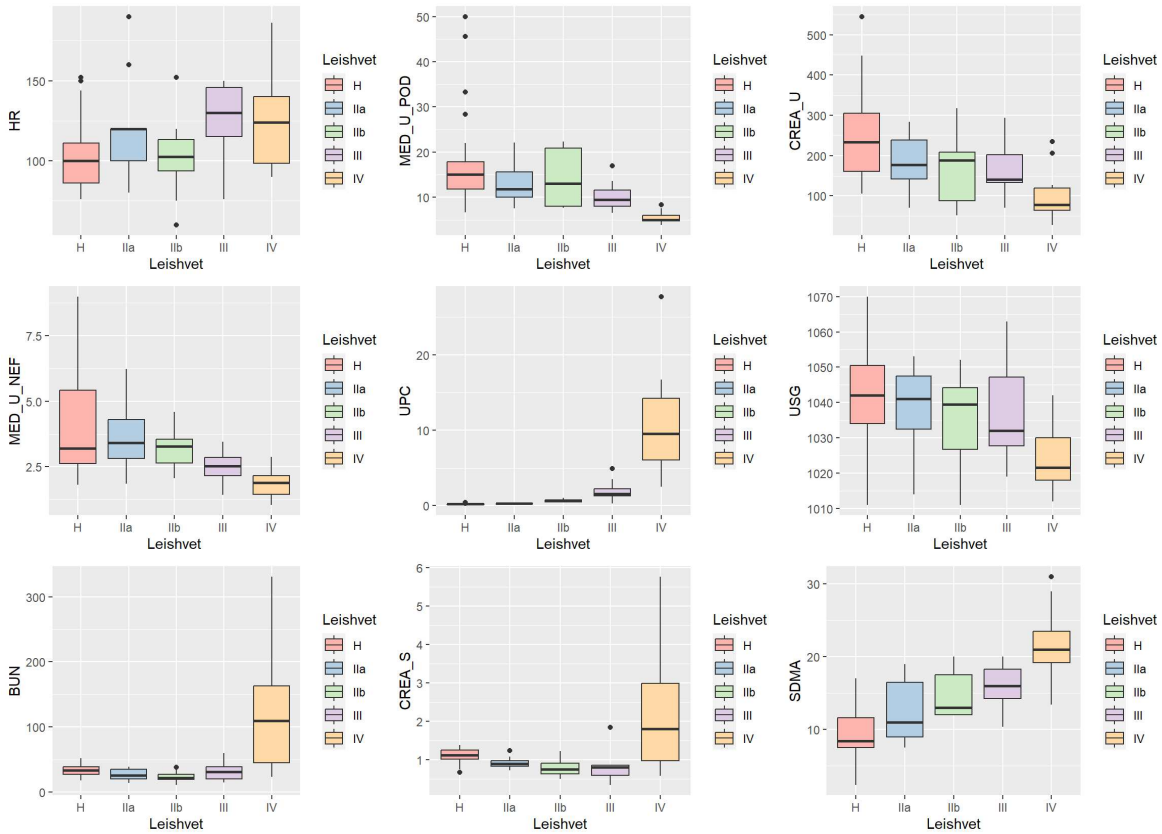 HR
150
100
H IIa IIb III IV
Leishvet
Leishvet
H
IIa
IIb
III
IV
MED_U_POD
50
40
30
20
10
H IIa IIb III IV
Leishvet
Leishvet
H
IIa
IIb
III
IV
CREA_U
500
400
300
200
100
H IIa IIb III IV
Leishvet
Leishvet
H
IIa
IIb
III
IV
MED_U_NEF
7.5
5.0
2.5
H IIa IIb III IV
Leishvet
Leishvet
H
IIa
IIb
III
IV
UPC
20
10
0
H IIa IIb III IV
Leishvet
Leishvet
H
IIa
IIb
III
IV
USG
1070
1060
1050
1040
1030
1020
1010
H IIa IIb III IV
Leishvet
Leishvet
H
IIa
IIb
III
IV
BUN
300
200
100
0
H IIa IIb III IV
Leishvet
Leishvet
H
IIa
IIb
III
IV
CREA_S
6
5
4
3
2
1
0
H IIa IIb III IV
Leishvet
Leishvet
H
IIa
IIb
III
IV
SDMA
30
20
10
H IIa IIb III IV
Leishvet
Leishvet
H
IIa
IIb
III
IV